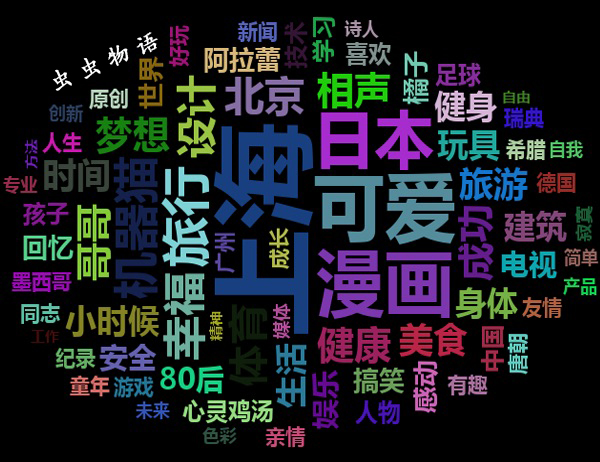 虫虫物语
好玩
新闻
技术
学习
诗人
喜欢
阿拉蕾
世界
原创
创新
方法
人生
梦想
设计
北京
相声
橘子
足球
健身
自由
瑞典
希腊
自我
玩具
日本
旅游
德国
专业
时间
机器猫
旅行
上海
可爱
成功
建筑
寂寞
孩子
哥哥
广州
成长
回忆
墨西哥
漫画
电视
简单
产品
身体
友情
同志
工作
小时候
幸福
精神
体育
媒体
健康
美食
中国
唐朝
纪录
安全
童年
游戏
80后
生活
娱乐
搞笑
感动
有趣
未来
心灵鸡汤
人物
色彩
亲情